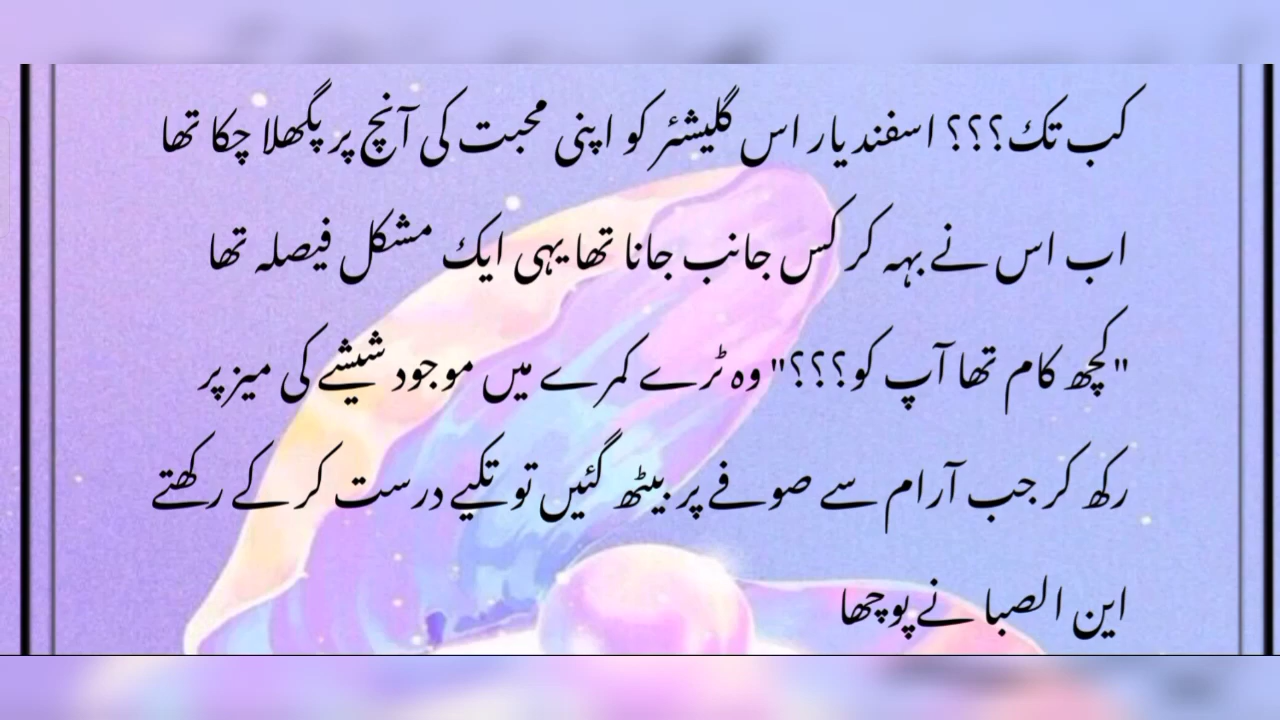 کب تک؟؟؟ اسفندیار اس گلیشئر کو اپنی محبت کی آنچ پر پگھلا چکا تھا
اب اس نے بہہ کر کس جانب جانا تھا یہی ایک مشکل فیصلہ تھا
"کچھ کام تھا آپ کو؟؟؟" وہ ٹرے کمرے میں موجود شیشے کی میز پر
رکھ کر جب آرام سے صوفے پر بیٹھ گئیں تو تکیے درست کر کے رکھتے
این الصبا نے پوچھا